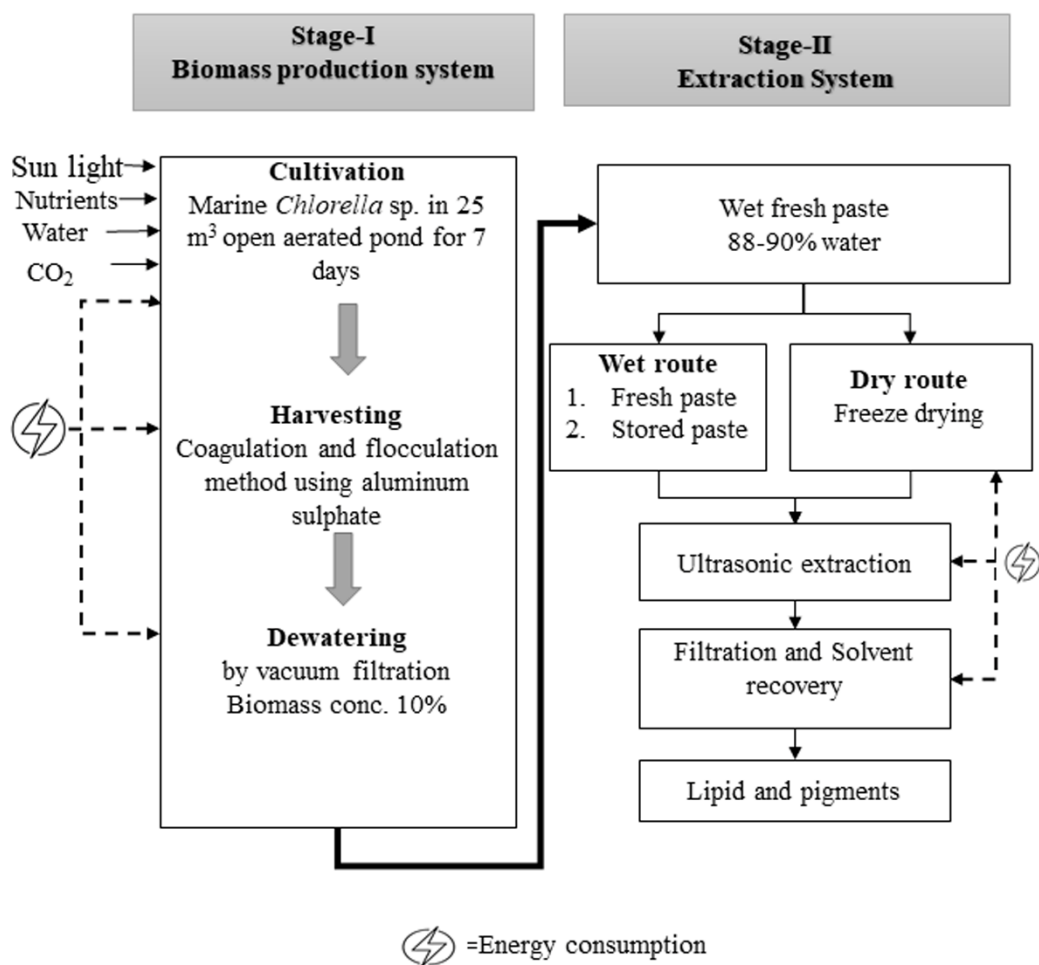 Stage-I
Biomass production system
Stage-II
Extraction System
Sun light
Nutrients
Water
CO2
Cultivation
Marine Chlorella sp. in 25
m3 open aerated pond for 7
days
Harvesting
Coagulation and flocculation
method using aluminum
sulphate
Dewatering
by vacuum filtration
Biomass conc. 10%
Wet fresh paste
88-90% water
Wet route
1. Fresh paste
2. Stored paste
Dry route
Freeze drying
Ultrasonic extraction
Filtration and Solvent
recovery
Lipid and pigments
=Energy consumption